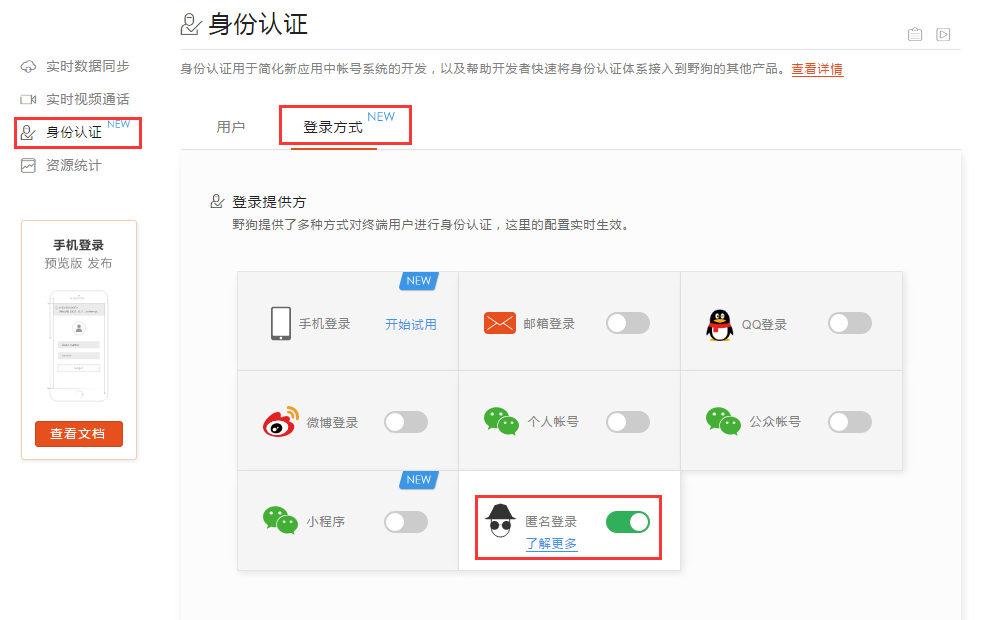 身份认证
实时数据同步
实时视频通话
身份认证 NEW
资源统计
手机登录
预览版 发布
查看文档
身份认证用于简化新应用中帐号系统的开发，以及帮助开发者快速将身份认证体系接入到野狗的其他产品。查看详情
用户
登录方式 NEW
登录提供方
野狗提供了多种方式对终端用户进行身份认证，这里的配置实时生效。
NEW
手机登录 开始试用
邮箱登录
QQ登录
微博登录
个人帐号
公众帐号
NEW
小程序
匿名登录
了解更多